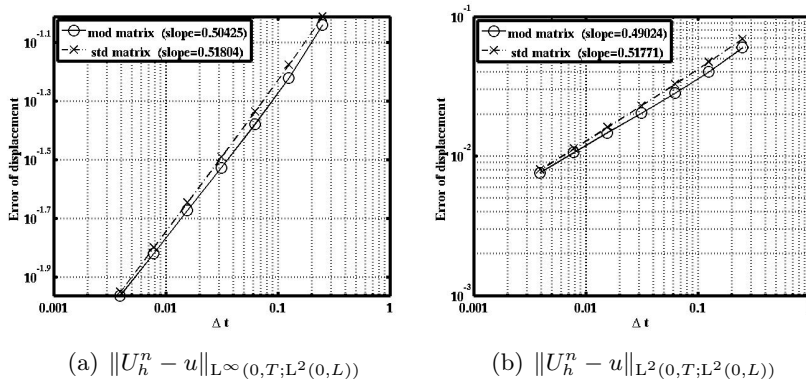 mod matrix (slope=0.50425)
std matrix (slope=0.51804)
10^-1.1
10^-1.3
10^-1.5
10^-1.7
10^-1.9
Error of displacement
0.001
0.01
0.1
1
Δ t
(a) ‖U_h^n − u‖_{L^∞(0,T;L^2(0,L))}
mod matrix (slope=0.49024)
std matrix (slope=0.51771)
10^-1
10^-2
10^-3
Error of displacement
0.001
0.01
0.1
Δ t
(b) ‖U_h^n − u‖_{L^2(0,T;L^2(0,L))}